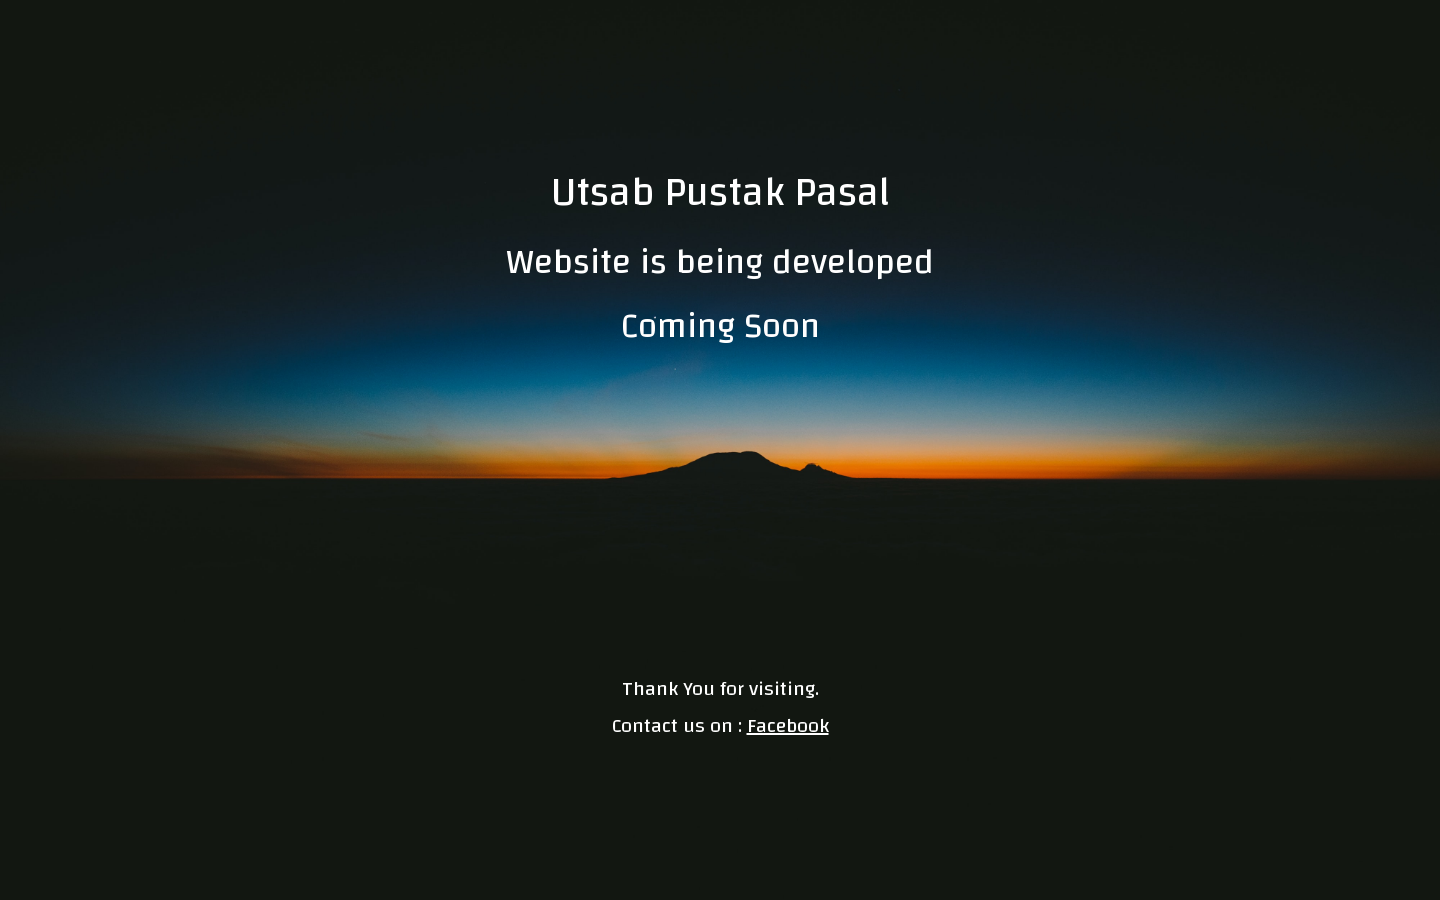 Utsab Pustak Pasal
Website is being developed
Coming Soon
Thank You for visiting.
Contact us on : Facebook